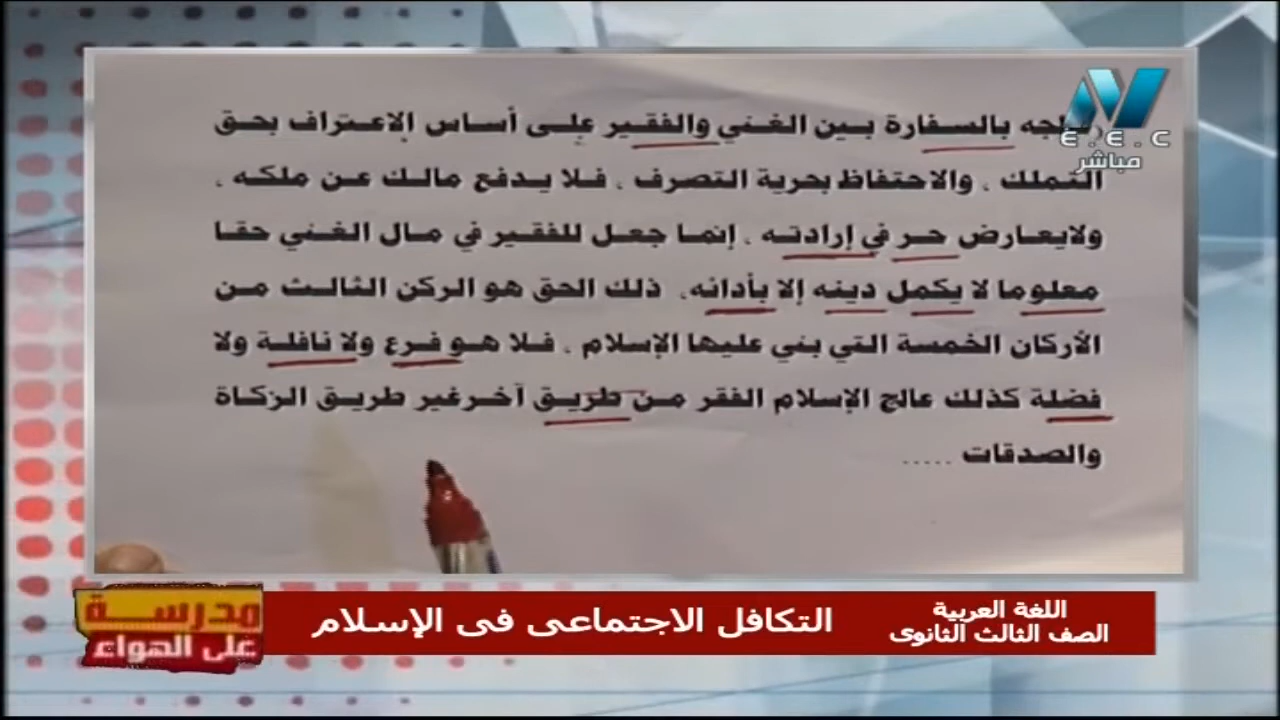 بالسفارة بين الغني والفقير على أساس الاعتراف بحق
التملك ، والاحتفاظ بحرية التصرف ، فلا يدفع مالك عن ملكه ،
ولايعارض حر في إرادته ، إنما جعل للفقير في مال الغني حقا
معلوما لا يكمل دينه إلا بأدائه، ذلك الحق هو الركن الثالث من
الأركان الخمسة التي بني عليها الإسلام ، فلا هو فرع ولا نافلة ولا
فضلة كذلك عالج الإسلام الفقر من طريق آخر غير طريق الزكاة
والصدقات .....
E.E.C
مباشر
اللغة العربية
الصف الثالث الثانوى
التكافل الاجتماعى فى الإسلام
مدرسة
على الهواء